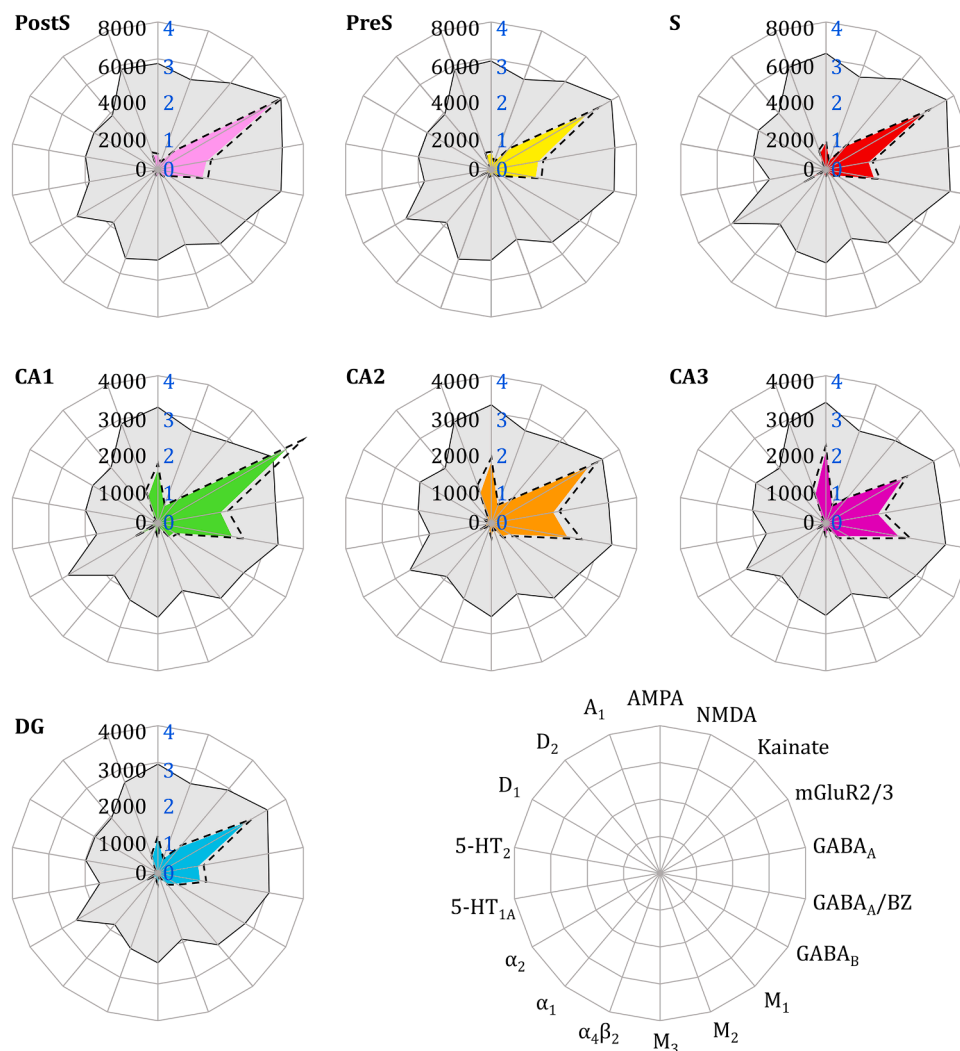 PostS
8000
6000
4000
2000
0
4
3
2
1
0
PreS
8000
6000
4000
2000
0
4
3
2
1
0
S
8000
6000
4000
2000
0
4
3
2
1
0
CA1
4000
3000
2000
1000
0
4
3
2
1
0
CA2
4000
3000
2000
1000
0
4
3
2
1
0
CA3
4000
3000
2000
1000
0
4
3
2
1
0
DG
4000
3000
2000
1000
0
4
3
2
1
0
AMPA
NMDA
Kainate
mGluR2/3
GABA_A
GABA_A/BZ
GABA_B
M₁
M₂
M₃
α₄β₂
α₁
α₂
5-HT₁A
5-HT₂
D₁
D₂
A₁